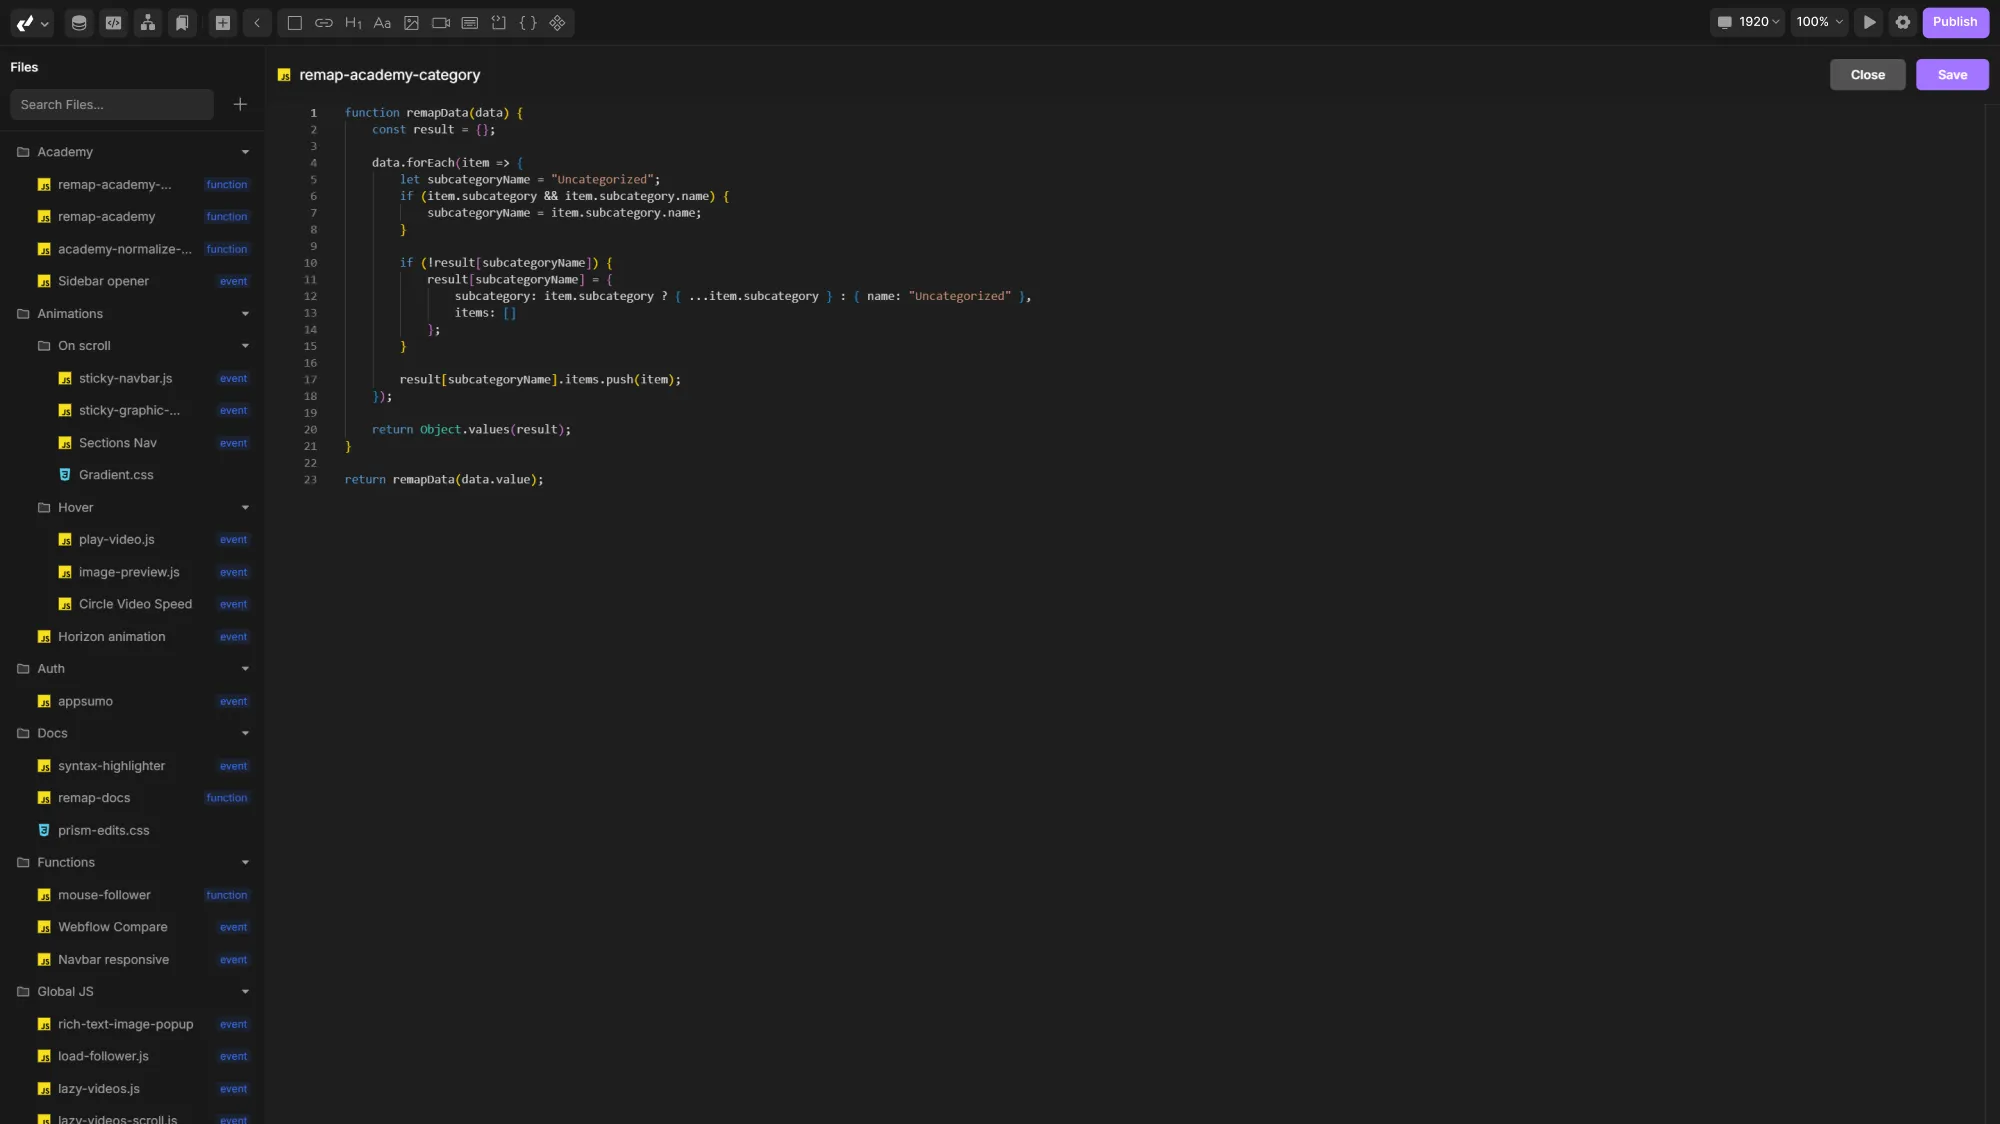 H1
Aa
1920
100%
Publish
Files
Search Files...
Academy
remap-academy-... function
remap-academy function
academy-normalize-... function
Sidebar opener event
Animations
On scroll
sticky-navbar.js event
sticky-graphic-... event
Sections Nav event
Gradient.css
Hover
play-video.js event
image-preview.js event
Circle Video Speed event
Horizon animation event
Auth
appsumo event
Docs
syntax-highlighter event
remap-docs function
prism-edits.css
Functions
mouse-follower function
Webflow Compare event
Navbar responsive event
Global JS
rich-text-image-popup event
load-follower.js event
lazy-videos.js event
lazy-videos-scroll.js event
JS remap-academy-category
Close
Save
1 function remapData(data) {
2 const result = {};
3
4 data.forEach(item => {
5 let subcategoryName = "Uncategorized";
6 if (item.subcategory && item.subcategory.name) {
7 subcategoryName = item.subcategory.name;
8 }
9
10 if (!result[subcategoryName]) {
11 result[subcategoryName] = {
12 subcategory: item.subcategory ? { ...item.subcategory } : { name: "Uncategorized" },
13 items: []
14 };
15 }
16
17 result[subcategoryName].items.push(item);
18 });
19
20 return Object.values(result);
21 }
22
23 return remapData(data.value);